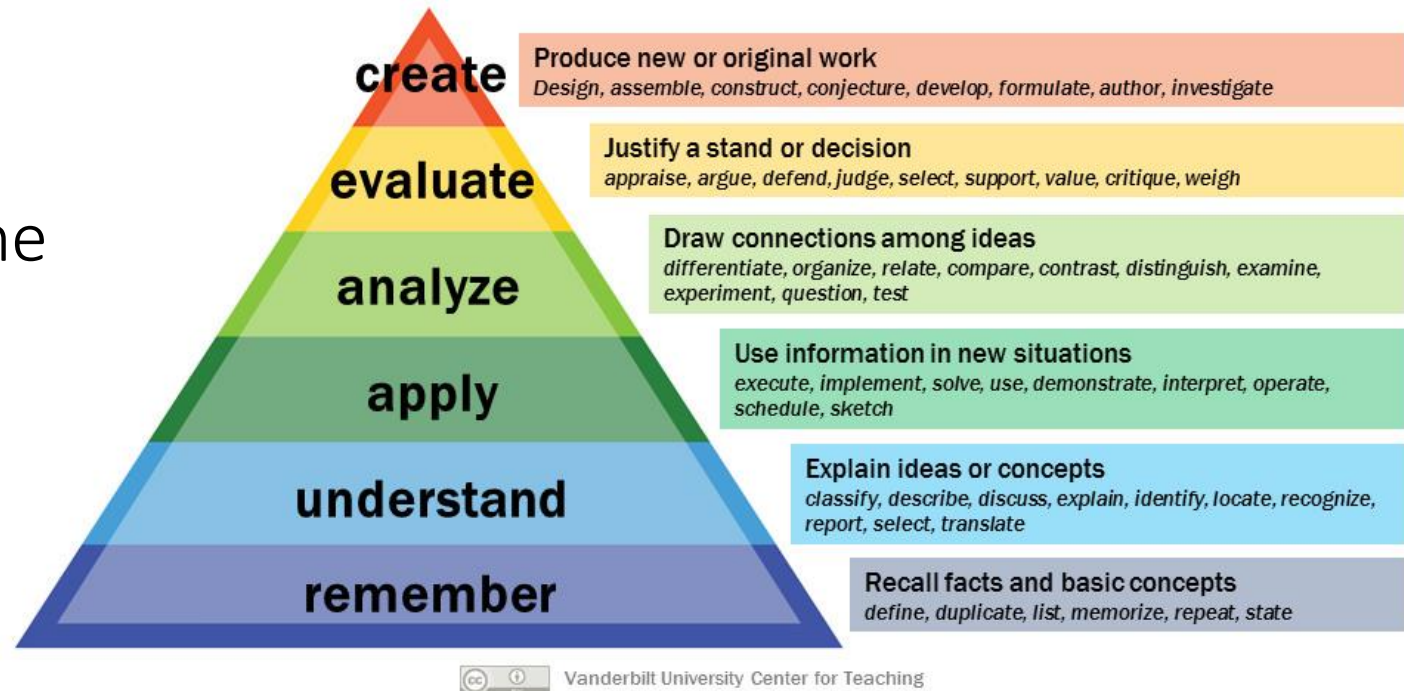 create
Produce new or original work
Design, assemble, construct, conjecture, develop, formulate, author, investigate
evaluate
Justify a stand or decision
appraise, argue, defend, judge, select, support, value, critique, weigh
analyze
Draw connections among ideas
differentiate, organize, relate, compare, contrast, distinguish, examine,
experiment, question, test
apply
Use information in new situations
execute, implement, solve, use, demonstrate, interpret, operate,
schedule, sketch
understand
Explain ideas or concepts
classify, describe, discuss, explain, identify, locate, recognize,
report, select, translate
remember
Recall facts and basic concepts
define, duplicate, list, memorize, repeat, state
cc
Vanderbilt University Center for Teaching